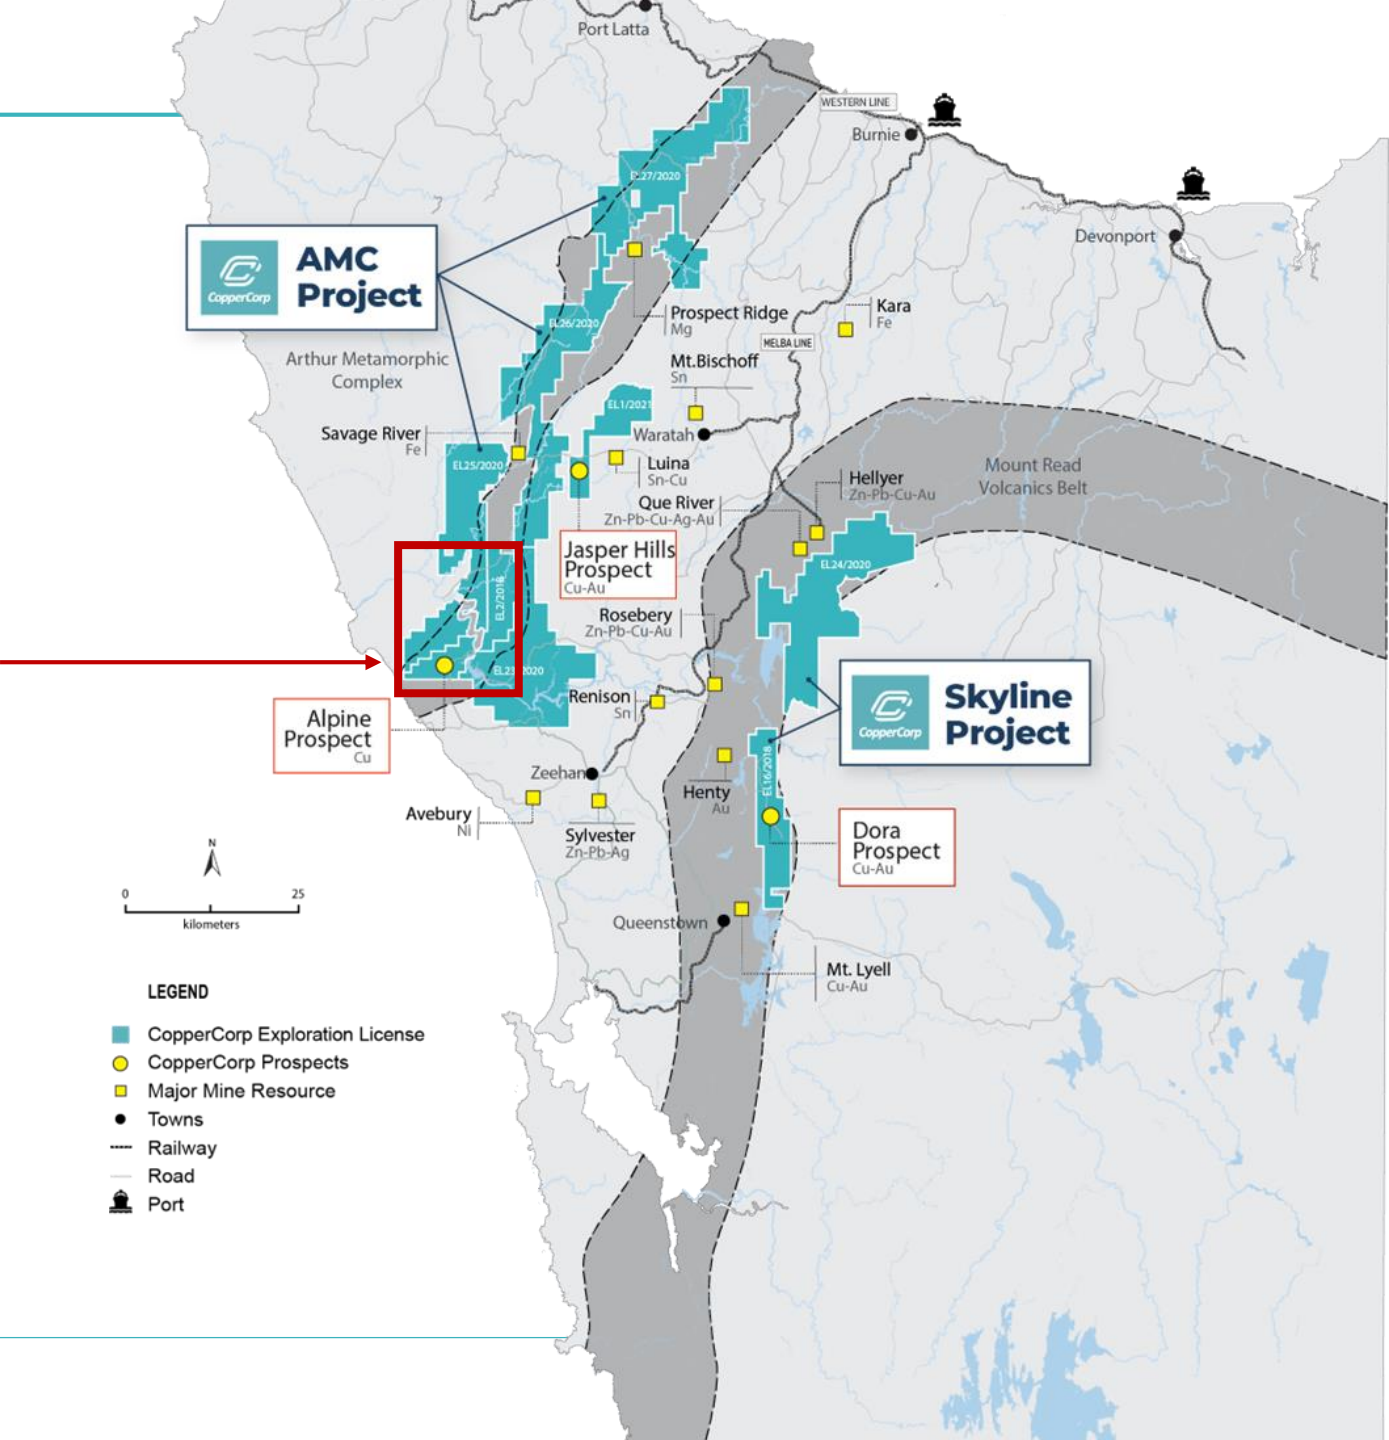 Port Latta
WESTERN LINE
Burnie
EL27/2020
Devonport
CopperCorp
AMC
Project
Prospect Ridge
Mg
Kara
Fe
EL26/2020
MELBA LINE
Arthur Metamorphic
Complex
Mt.Bischoff
Sn
EL1/2021
Savage River
Fe
Waratah
EL25/2020
Luina
Sn-Cu
Mount Read
Volcanics Belt
Hellyer
Zn-Pb-Cu-Au
Que River
Zn-Pb-Cu-Ag-Au
Jasper Hills
Prospect
Cu-Au
EL24/2020
EL2/2018
Rosebery
Zn-Pb-Cu-Au
EL23/2020
Renison
Sn
CopperCorp
Skyline
Project
Alpine
Prospect
Cu
EL16/2018
Zeehan
Henty
Au
Avebury
Ni
Sylvester
Zn-Pb-Ag
Dora
Prospect
Cu-Au
N
0 25
kilometers
Queenstown
Mt. Lyell
Cu-Au
LEGEND
CopperCorp Exploration License
CopperCorp Prospects
Major Mine Resource
Towns
Railway
Road
Port